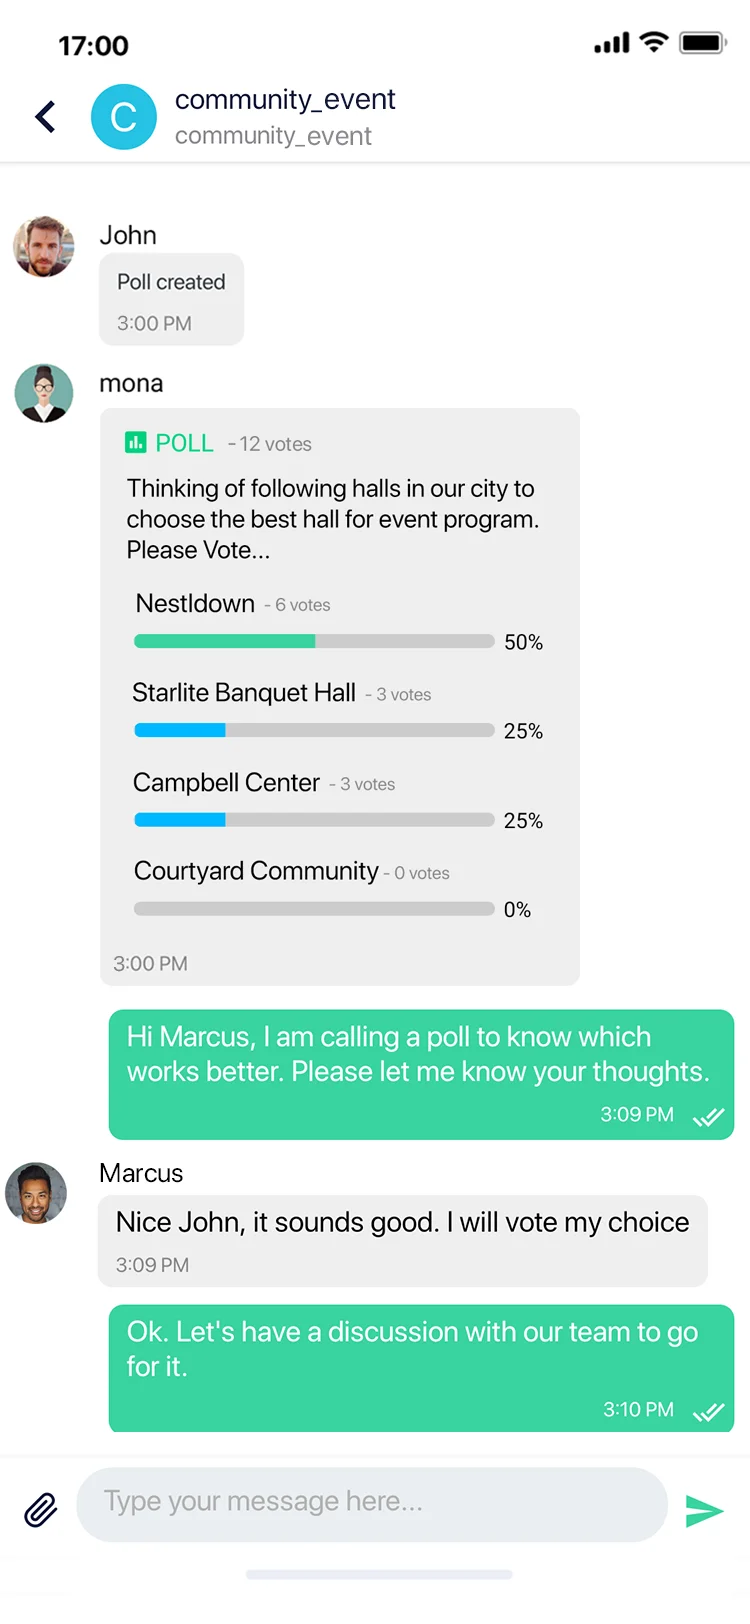 17:00
C
community_event
community_event
John
Poll created
3:00 PM
mona
POLL - 12 votes
Thinking of following halls in our city to
choose the best hall for event program.
Please Vote...
Nestldown - 6 votes
50%
Starlite Banquet Hall - 3 votes
25%
Campbell Center - 3 votes
25%
Courtyard Community - 0 votes
0%
3:00 PM
Hi Marcus, I am calling a poll to know which
works better. Please let me know your thoughts.
3:09 PM
Marcus
Nice John, it sounds good. I will vote my choice
3:09 PM
Ok. Let's have a discussion with our team to go
for it.
3:10 PM
Type your message here...